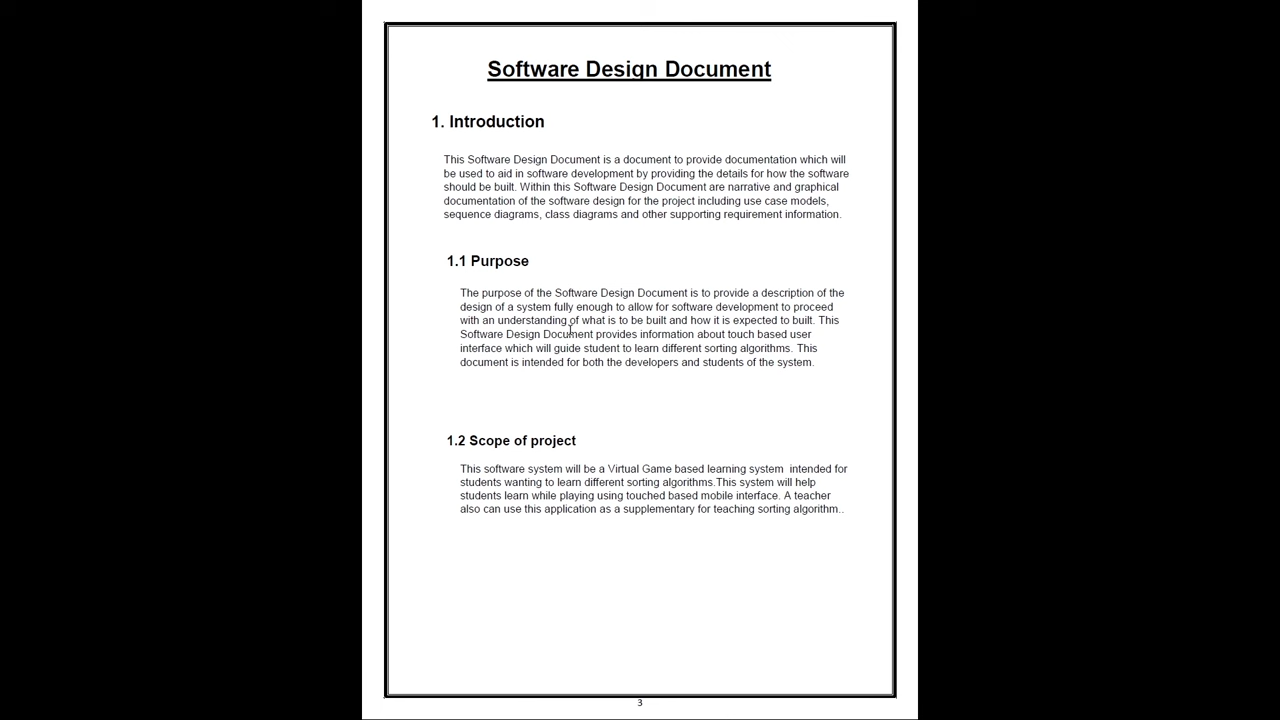 Software Design Document
1. Introduction
This Software Design Document is a document to provide documentation which will
be used to aid in software development by providing the details for how the software
should be built. Within this Software Design Document are narrative and graphical
documentation of the software design for the project including use case models,
sequence diagrams, class diagrams and other supporting requirement information.
1.1 Purpose
The purpose of the Software Design Document is to provide a description of the
design of a system fully enough to allow for software development to proceed
with an understanding of what is to be built and how it is expected to built. This
Software Design Document provides information about touch based user
interface which will guide student to learn different sorting algorithms. This
document is intended for both the developers and students of the system.
1.2 Scope of project
This software system will be a Virtual Game based learning system  intended for
students wanting to learn different sorting algorithms.This system will help
students learn while playing using touched based mobile interface. A teacher
also can use this application as a supplementary for teaching sorting algorithm..
3